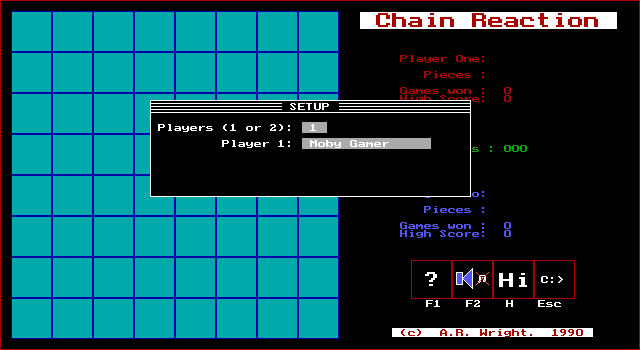 Chain Reaction
Player One:
Pieces :
Games won : 0
High Score: 0
SETUP
Players (1 or 2): 1
Player 1: Moby Gamer
s : 000
o:
Pieces :
Games won : 0
High Score: 0
? Hi C:>
F1 F2 H Esc
(c) A.R. Wright. 1990